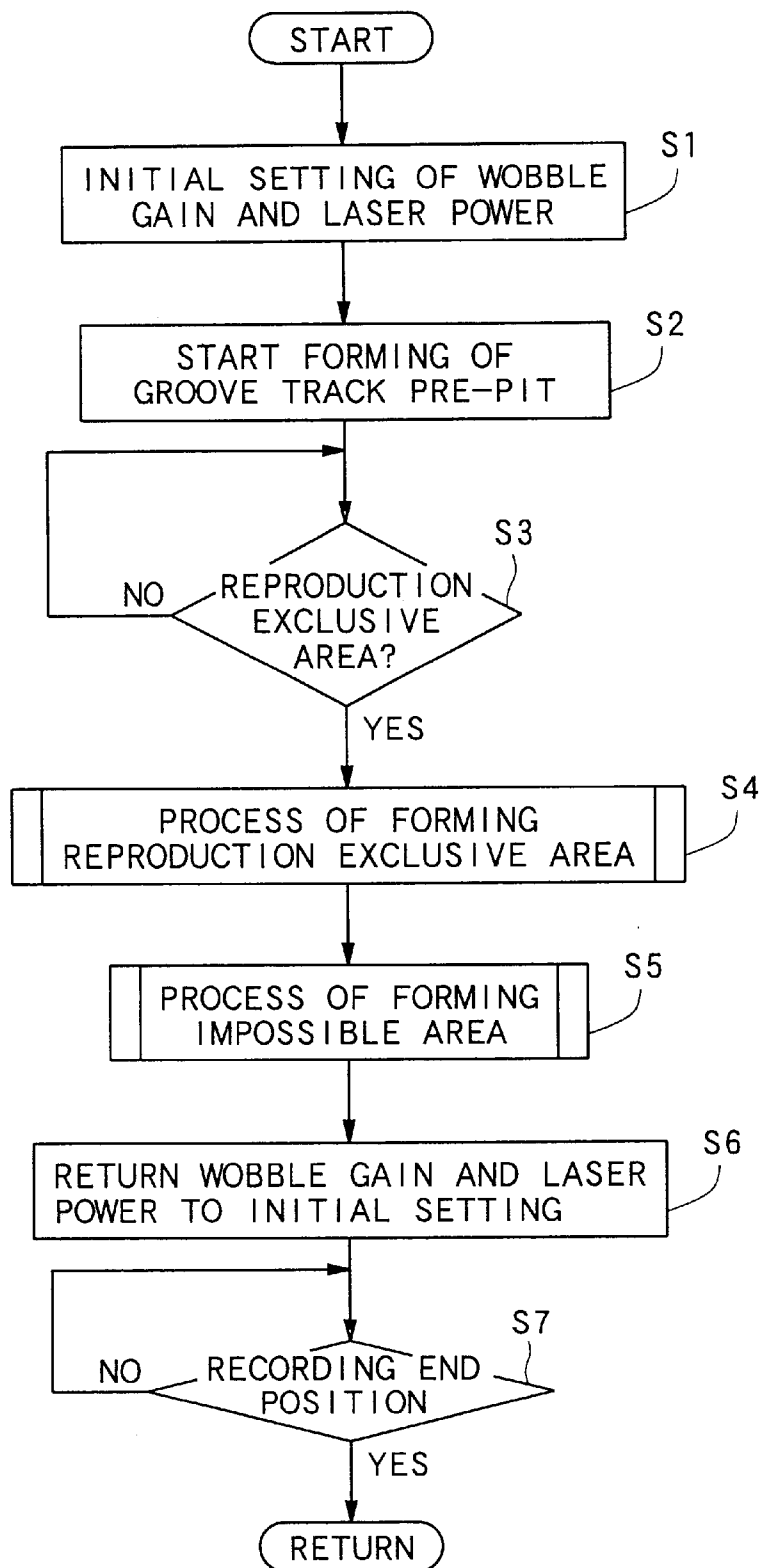 START
S1
INITIAL SETTING OF WOBBLE
GAIN AND LASER POWER
S2
START FORMING OF
GROOVE TRACK PRE-PIT
S3
REPRODUCTION
EXCLUSIVE
AREA?
NO
YES
S4
PROCESS OF FORMING
REPRODUCTION EXCLUSIVE AREA
S5
PROCESS OF FORMING
IMPOSSIBLE AREA
S6
RETURN WOBBLE GAIN AND LASER
POWER TO INITIAL SETTING
S7
RECORDING END
POSITION
NO
YES
RETURN